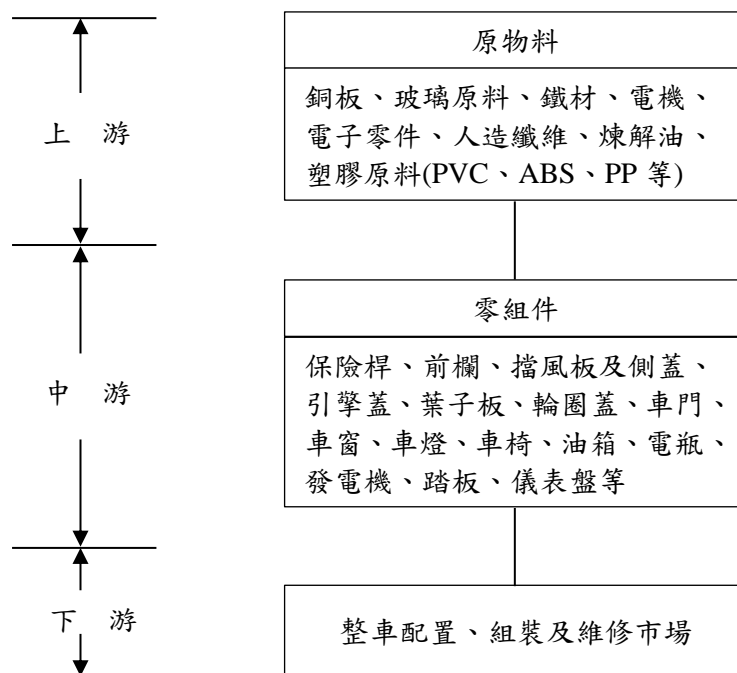 上 游
原物料
銅板、玻璃原料、鐵材、電機、
電子零件、人造纖維、煉解油、
塑膠原料(PVC、ABS、PP 等)
中 游
零組件
保險桿、前欄、擋風板及側蓋、
引擎蓋、葉子板、輪圈蓋、車門、
車窗、車燈、車椅、油箱、電瓶、
發電機、踏板、儀表盤等
下 游
整車配置、組裝及維修市場